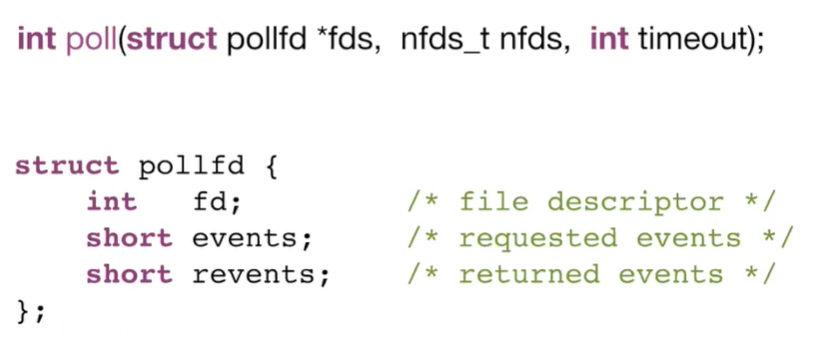 int poll(struct pollfd *fds, nfds_t nfds, int timeout);
struct pollfd {
int fd; /* file descriptor */
short events; /* requested events */
short revents; /* returned events */
};